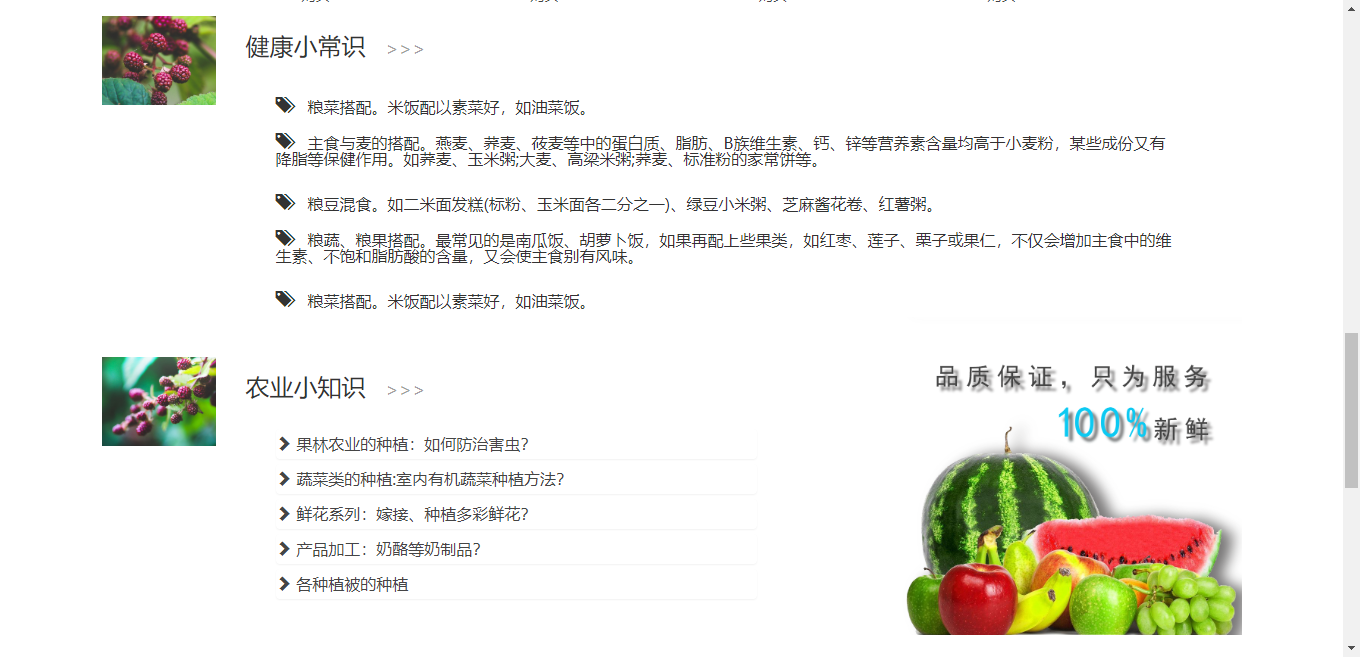 健康小常识 >>>
粮菜搭配。米饭配以素菜好，如油菜饭。
主食与麦的搭配。燕麦、荞麦、莜麦等中的蛋白质、脂肪、B族维生素、钙、锌等营养素含量均高于小麦粉，某些成份又有
降脂等保健作用。如荞麦、玉米粥;大麦、高梁米粥;荞麦、标准粉的家常饼等。
粮豆混食。如二米面发糕(标粉、玉米面各二分之一)、绿豆小米粥、芝麻酱花卷、红薯粥。
粮蔬、粮果搭配。最常见的是南瓜饭、胡萝卜饭，如果再配上些果类，如红枣、莲子、栗子或果仁，不仅会增加主食中的维
生素、不饱和脂肪酸的含量，又会使主食别有风味。
粮菜搭配。米饭配以素菜好，如油菜饭。
农业小知识 >>>
果林农业的种植：如何防治害虫？
蔬菜类的种植:室内有机蔬菜种植方法？
鲜花系列：嫁接、种植多彩鲜花？
产品加工：奶酪等奶制品？
各种植被的种植
品质保证，只为服务
100%新鲜